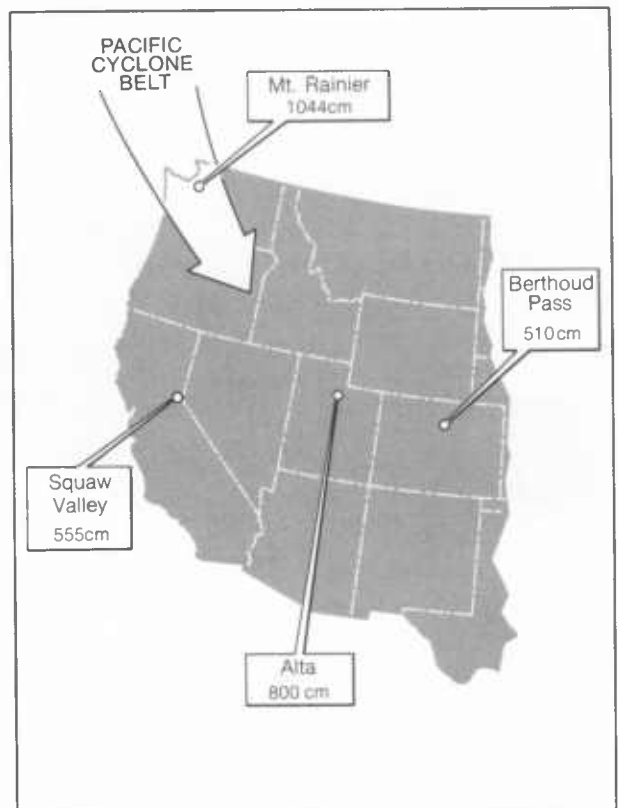 PACIFIC
CYCLONE
BELT
Mt. Rainier
1044cm
Berthoud
Pass
510cm
Squaw
Valley
555cm
Alta
800 cm